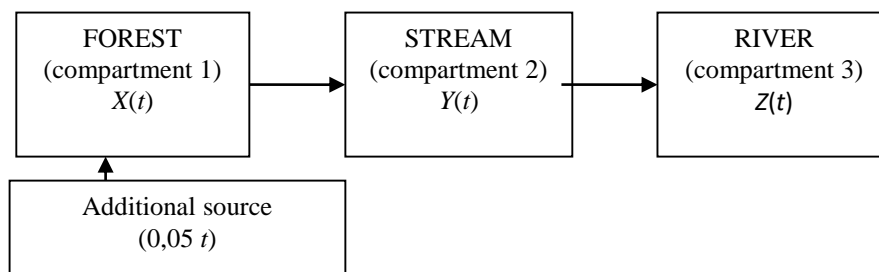 FOREST
(compartment 1)
X(t)
STREAM
(compartment 2)
Y(t)
RIVER
(compartment 3)
Z(t)
Additional source
(0,05 t)